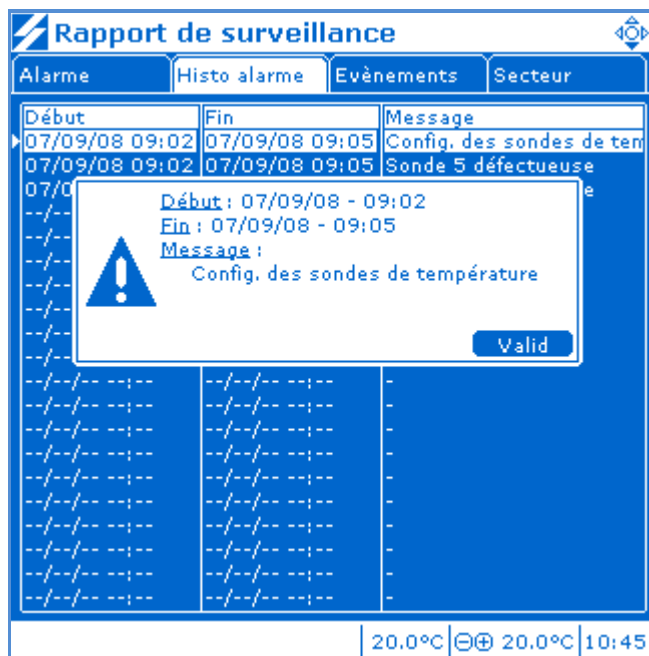 Rapport de surveillance
Alarme Histo alarme Evènements Secteur
Début Fin Message
07/09/08 09:02 07/09/08 09:05 Config. des sondes de tem
07/09/08 09:02 07/09/08 09:05 Sonde 5 défectueuse
07/0 e
--/--
Début : 07/09/08 - 09:02
--/-
Fin : 07/09/08 - 09:05
--/--
Message :
--/--
Config. des sondes de température
--/--
--/--
--/--
Valid
--/--/-- --:-- --/--/-- --:-- -
--/--/-- --:-- --/--/-- --:-- -
--/--/-- --:-- --/--/-- --:-- -
--/--/-- --:-- --/--/-- --:-- -
--/--/-- --:-- --/--/-- --:-- -
--/--/-- --:-- --/--/-- --:-- -
--/--/-- --:-- --/--/-- --:-- -
--/--/-- --:-- --/--/-- --:-- -
--/--/-- --:-- --/--/-- --:-- -
--/--/-- --:-- --/--/-- --:-- -
20.0°C 20.0°C 10:45